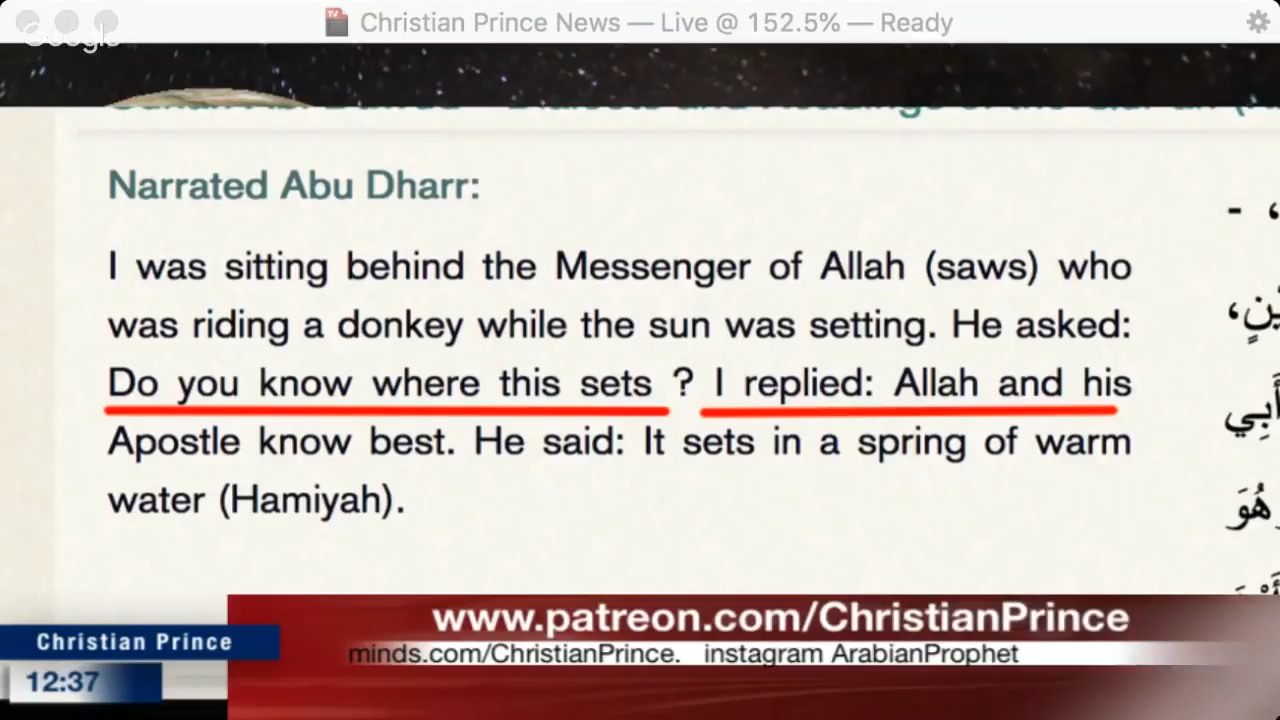 Christian Prince News — Live @ 152.5% — Ready
Google
Narrated Abu Dharr:
I was sitting behind the Messenger of Allah (saws) who
was riding a donkey while the sun was setting. He asked:
Do you know where this sets ? I replied: Allah and his
Apostle know best. He said: It sets in a spring of warm
water (Hamiyah).
أَبِي
هُوَ
www.patreon.com/ChristianPrince
Christian Prince
minds.com/ChristianPrince. instagram ArabianProphet
12:37